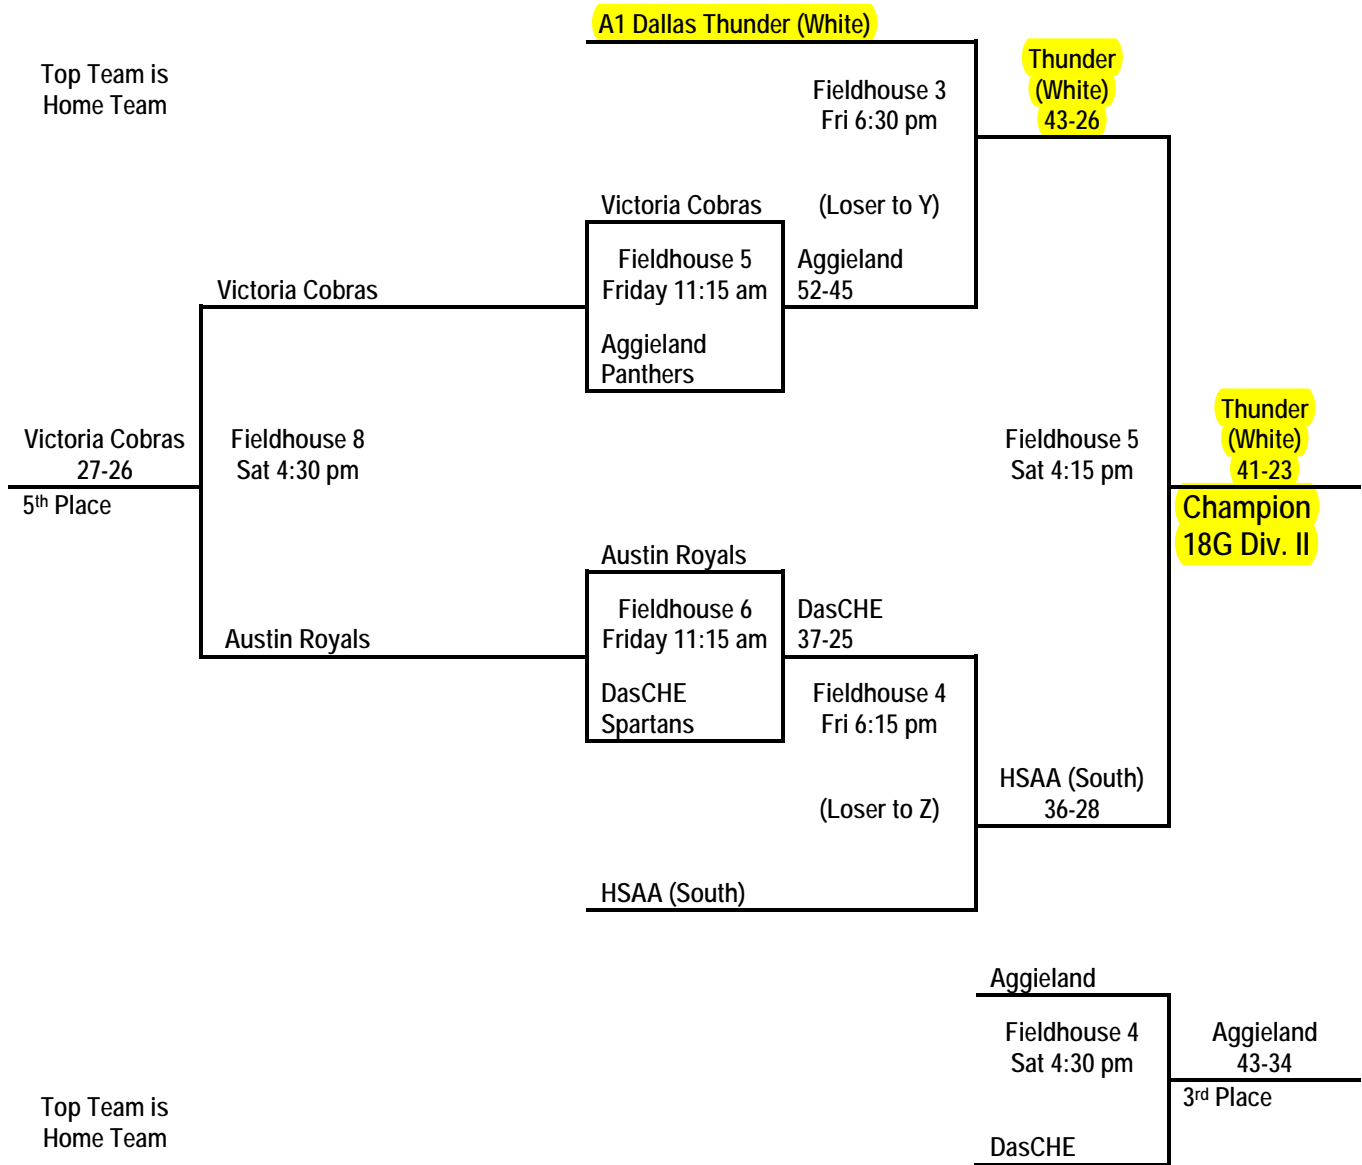 A1 Dallas Thunder (White)
Top Team is
Home Team
Fieldhouse 3
Fri 6:30 pm
Thunder
(White)
43-26
Victoria Cobras
(Loser to Y)
Fieldhouse 5
Friday 11:15 am
Aggieland
52-45
Victoria Cobras
Aggieland
Panthers
Victoria Cobras
27-26
5th Place
Fieldhouse 8
Sat 4:30 pm
Fieldhouse 5
Sat 4:15 pm
Thunder
(White)
41-23
Champion
18G Div. II
Austin Royals
Fieldhouse 6
Friday 11:15 am
DasCHE
37-25
Austin Royals
DasCHE
Spartans
Fieldhouse 4
Fri 6:15 pm
(Loser to Z)
HSAA (South)
36-28
HSAA (South)
Aggieland
Fieldhouse 4
Sat 4:30 pm
Aggieland
43-34
3rd Place
Top Team is
Home Team
DasCHE